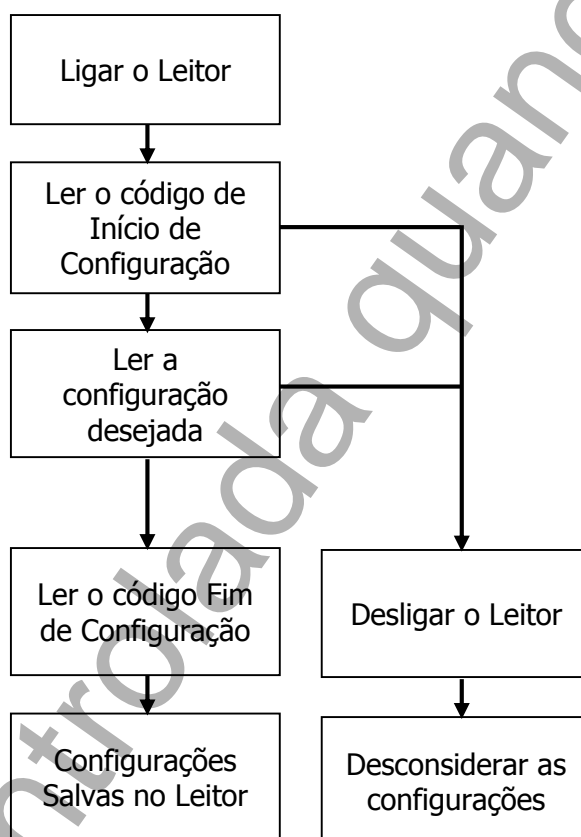 Ligar o Leitor
Ler o código de
Início de
Configuração
Ler a
configuração
desejada
Ler o código Fim
de Configuração
Desligar o Leitor
Configurações
Salvas no Leitor
Desconsiderar as
configurações